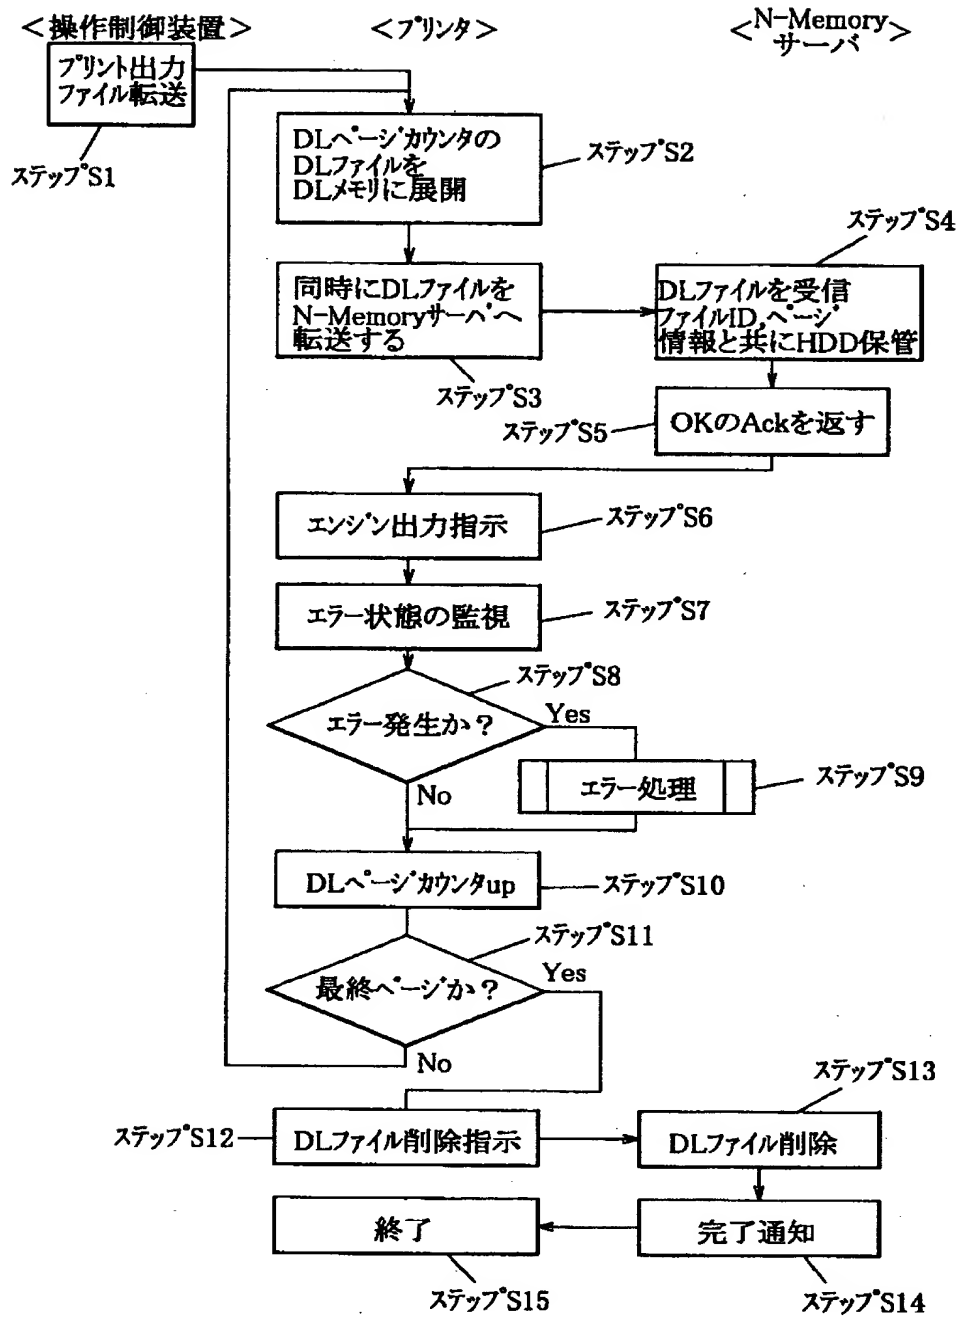 ＜操作制御装置＞
＜プリンタ＞
＜N-Memory
サーバ＞
プリント出力
ファイル転送
ステップS1
DLページカウンタの
DLファイルを
DLメモリに展開
ステップS2
同時にDLファイルを
N-Memoryサーバへ
転送する
ステップS3
ステップS4
DLファイルを受信
ファイルID,ページ
情報と共にHDD保管
ステップS5
OKのAckを返す
エンジン出力指示
ステップS6
エラー状態の監視
ステップS7
ステップS8
エラー発生か？
Yes
No
エラー処理
ステップS9
DLページカウンタup
ステップS10
ステップS11
最終ページか？
Yes
No
ステップS12
DLファイル削除指示
ステップS13
DLファイル削除
終了
完了通知
ステップS15
ステップS14